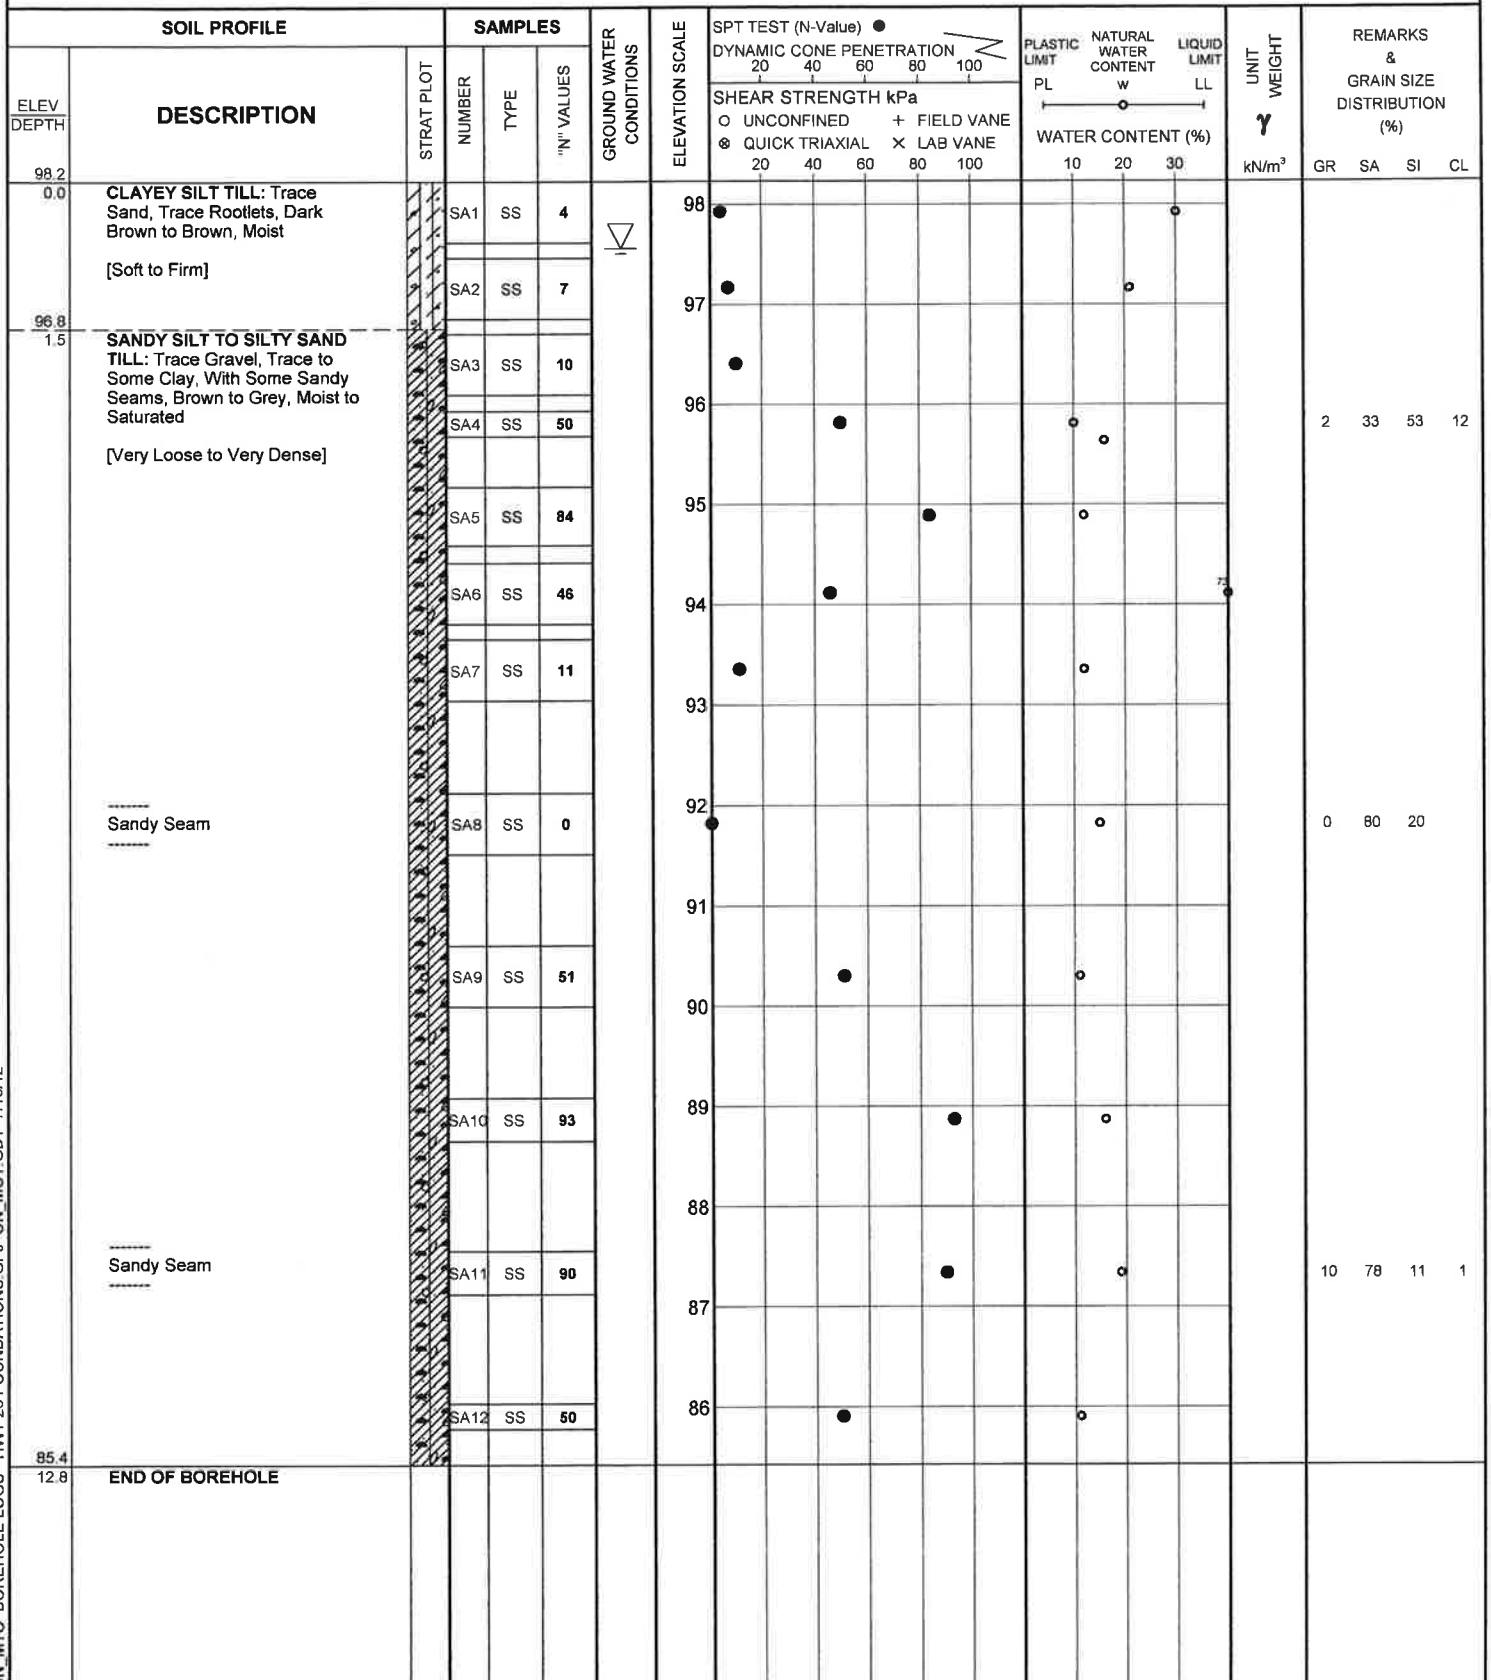 SOIL PROFILE
SAMPLES
GROUND WATER
CONDITIONS
ELEVATION SCALE
SPT TEST (N-Value) ●
DYNAMIC CONE PENETRATION
20 40 60 80 100
SHEAR STRENGTH kPa
○ UNCONFINED + FIELD VANE
⊗ QUICK TRIAXIAL × LAB VANE
20 40 60 80 100
PLASTIC
LIMIT
NATURAL
WATER
CONTENT
LIQUID
LIMIT
PL w LL
WATER CONTENT (%)
10 20 30
UNIT
WEIGHT
γ
kN/m³
REMARKS
&
GRAIN SIZE
DISTRIBUTION
(%)
GR SA SI CL
ELEV
DEPTH
DESCRIPTION
STRAT PLOT
NUMBER
TYPE
"N" VALUES
98.2
0.0
CLAYEY SILT TILL: Trace
Sand, Trace Rootlets, Dark
Brown to Brown, Moist
[Soft to Firm]
SA1 SS 4
98
SA2 SS 7
97
96.8
1.5
SANDY SILT TO SILTY SAND
TILL: Trace Gravel, Trace to
Some Clay, With Some Sandy
Seams, Brown to Grey, Moist to
Saturated
[Very Loose to Very Dense]
SA3 SS 10
96
SA4 SS 50
2 33 53 12
95
SA5 SS 84
SA6 SS 46
73
94
SA7 SS 11
93
92
Sandy Seam
SA8 SS 0
0 80 20
91
SA9 SS 51
90
89
SA10 SS 93
88
Sandy Seam
SA11 SS 90
10 78 11 1
87
86
SA12 SS 50
85.4
12.8
END OF BOREHOLE